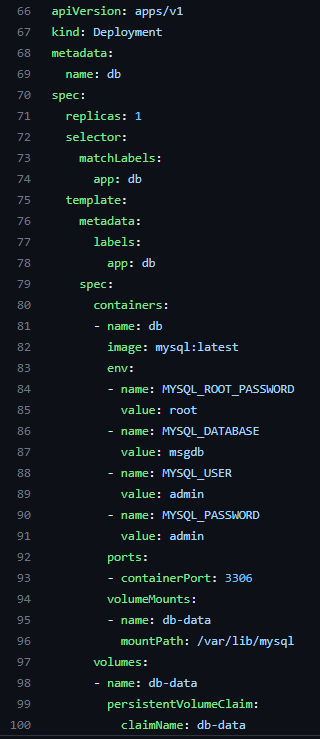 66 apiVersion: apps/v1
67 kind: Deployment
68 metadata:
69   name: db
70 spec:
71   replicas: 1
72   selector:
73     matchLabels:
74       app: db
75   template:
76     metadata:
77       labels:
78         app: db
79     spec:
80       containers:
81       - name: db
82         image: mysql:latest
83         env:
84         - name: MYSQL_ROOT_PASSWORD
85           value: root
86         - name: MYSQL_DATABASE
87           value: msgdb
88         - name: MYSQL_USER
89           value: admin
90         - name: MYSQL_PASSWORD
91           value: admin
92         ports:
93         - containerPort: 3306
94         volumeMounts:
95         - name: db-data
96           mountPath: /var/lib/mysql
97       volumes:
98       - name: db-data
99         persistentVolumeClaim:
100           claimName: db-data